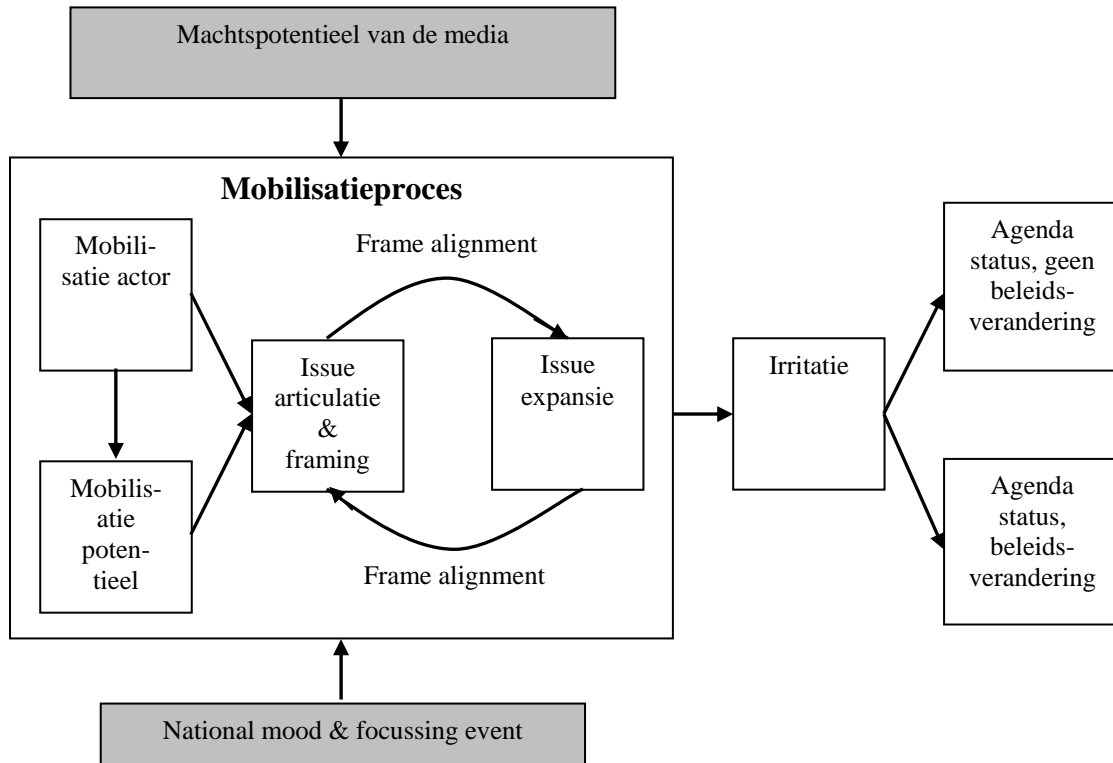 Machtspotentieel van de media
Mobilisatieproces
Mobili-
satie actor
Frame alignment
Issue
articulatie
&
framing
Issue
expansie
Mobilis-
atie
poten-
tieel
Frame alignment
Irritatie
Agenda
status, geen
beleids-
verandering
Agenda
status,
beleids-
verandering
National mood & focussing event